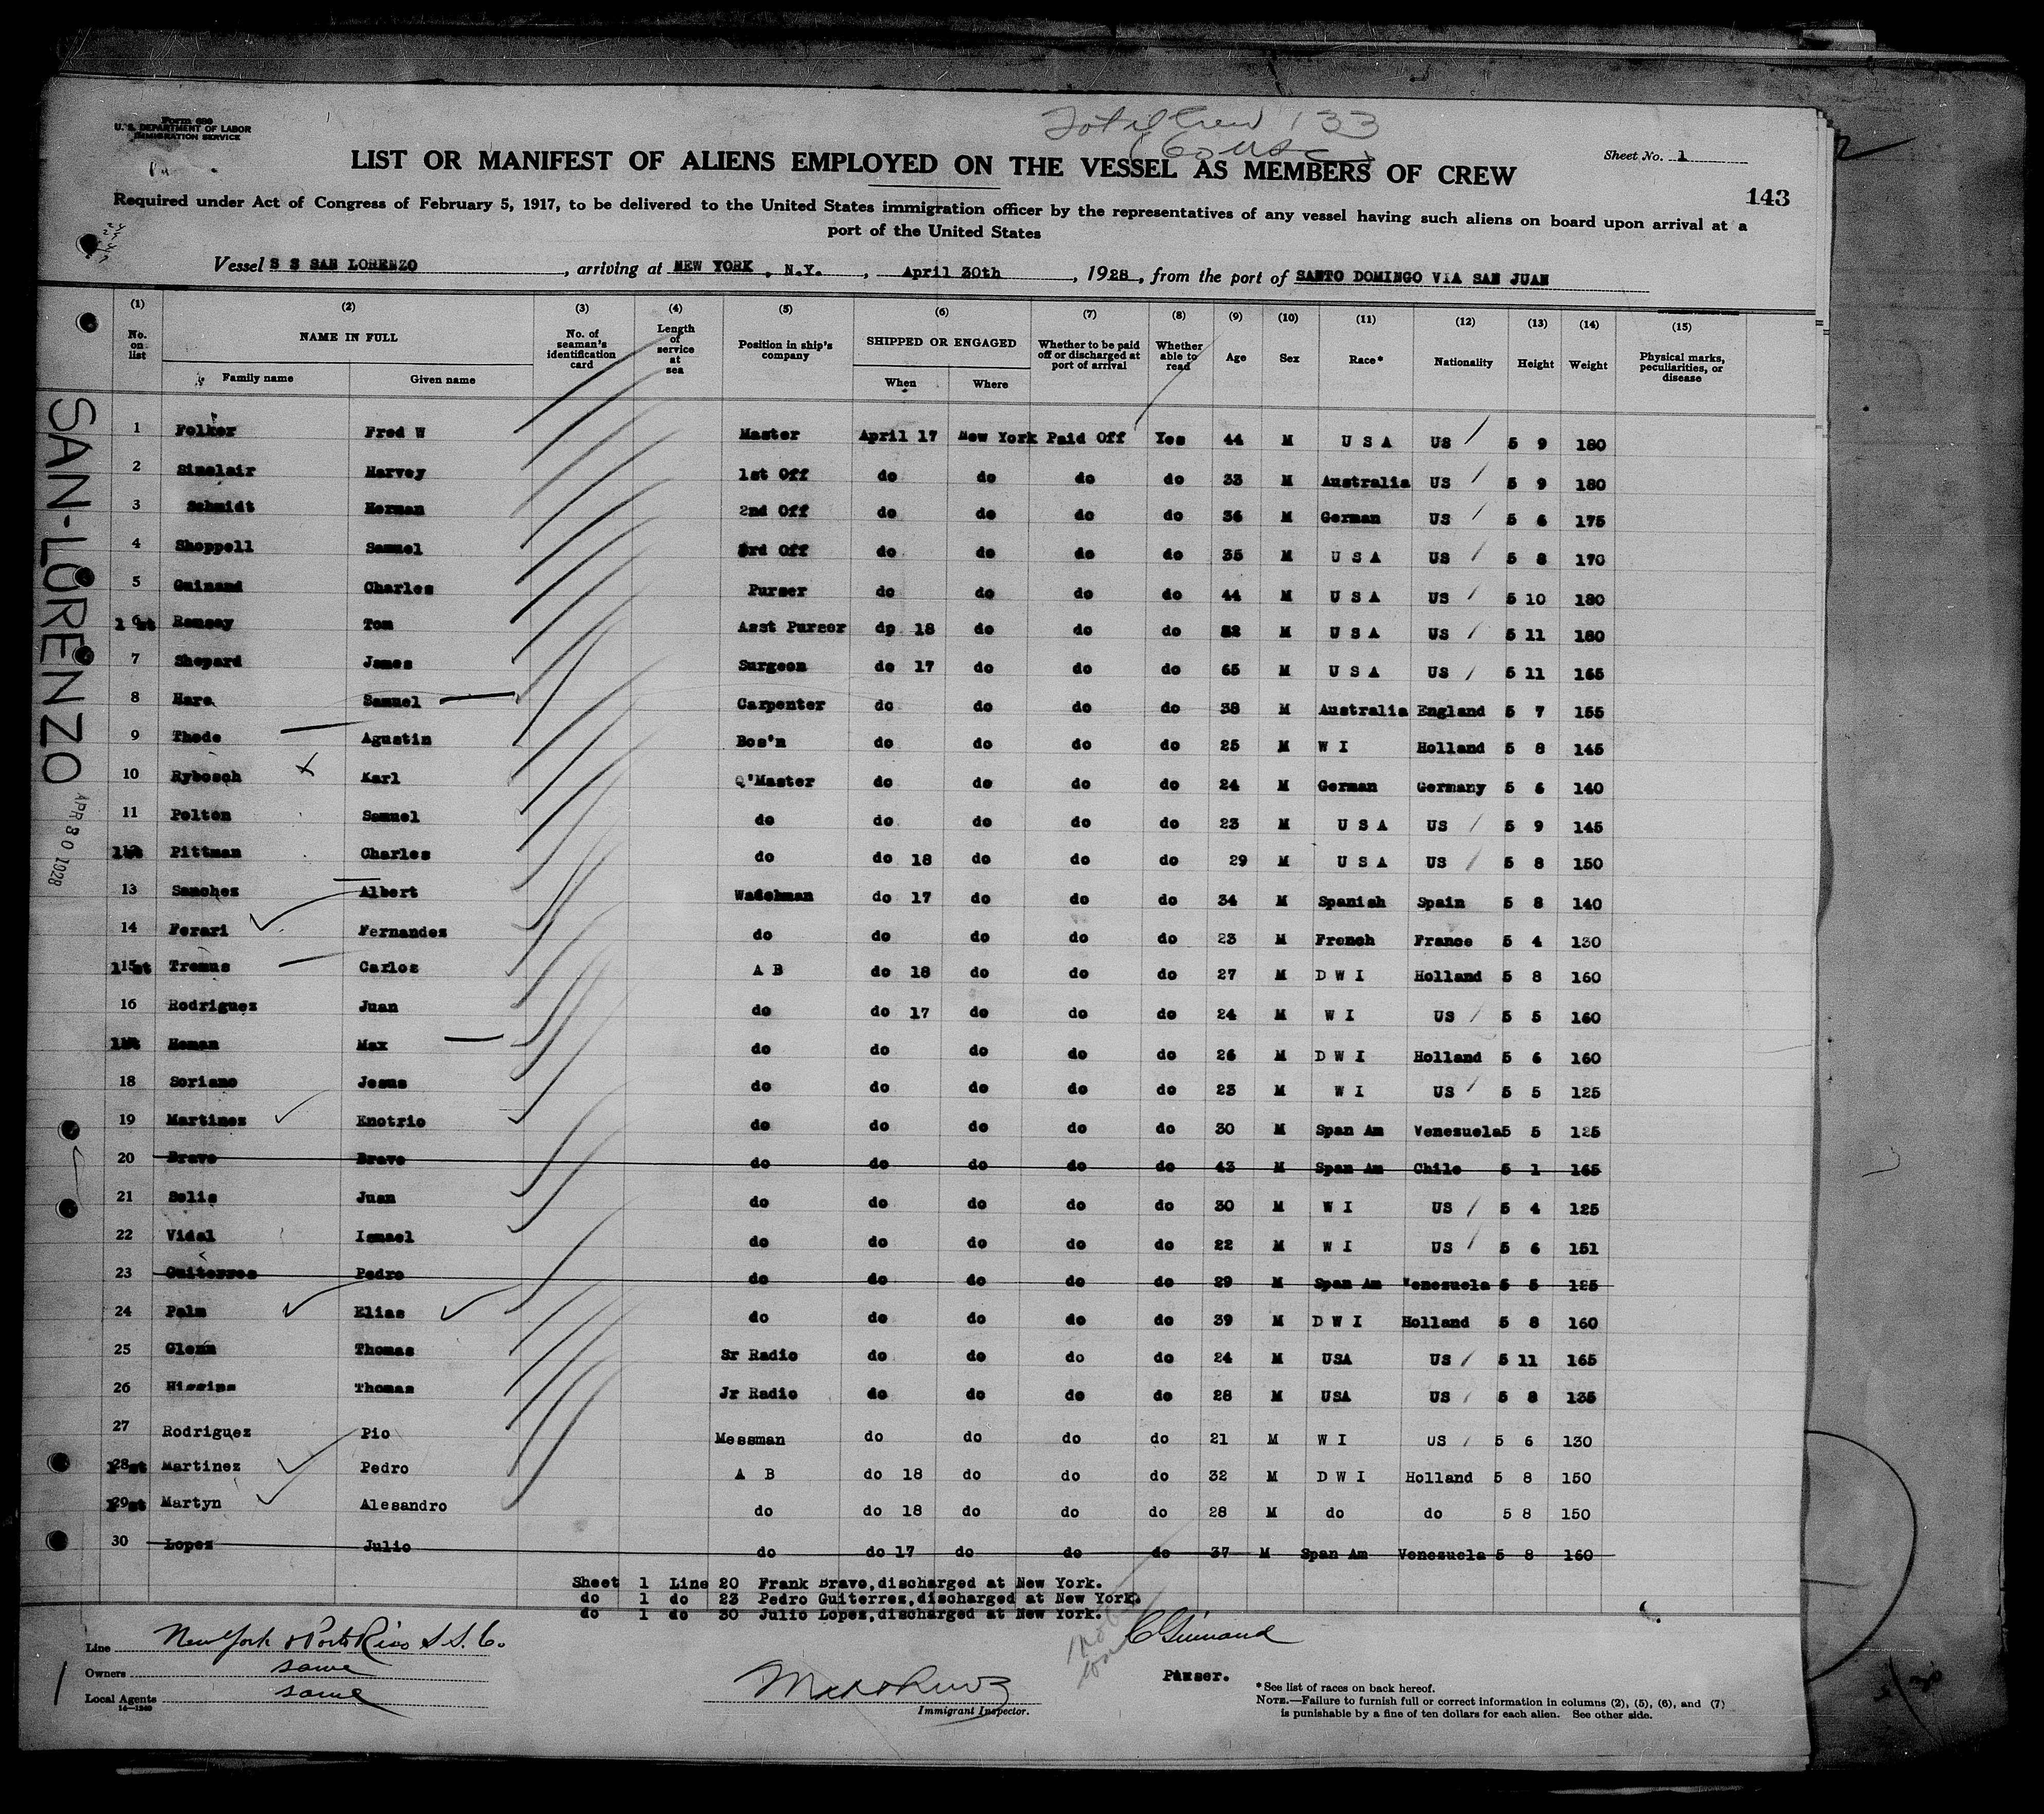 Form 680
U. S. DEPARTMENT OF LABOR
IMMIGRATION SERVICE
Total Crew 133
Sheet No. 1
LIST OR MANIFEST OF ALIENS EMPLOYED ON THE VESSEL AS MEMBERS OF CREW
143
Required under Act of Congress of February 5, 1917, to be delivered to the United States immigration officer by the representatives of any vessel having such aliens on board upon arrival at a
port of the United States
Vessel S S SAN LORENZO, arriving at NEW YORK, N.Y., April 30th, 1928, from the port of SANTO DOMINGO VIA SAN JUAN
(1) (2) (3) (4) (5) (6) (7) (8) (9) (10) (11) (12) (13) (14) (15)
No. on list NAME IN FULL Family name Given name No. of seaman's identification card Length of service at sea Position in ship's company SHIPPED OR ENGAGED When Where Whether to be paid off or discharged at port of arrival Whether able to read Age Sex Race* Nationality Height Weight Physical marks, peculiarities, or disease
SAN-LORENZO
APR 30 1928
1 Folker Fred W Master April 17 New York Paid Off Yes 44 M U S A US 5 9 180
2 Sinclair Harvey 1st Off do do do do 33 M Australia US 5 9 180
3 Schmidt Herman 2nd Off do do do do 36 M German US 5 6 175
4 Sheppell Samuel 3rd Off do do do do 35 M U S A US 5 8 170
5 Guinand Charles Purser do do do do 44 M U S A US 5 10 180
6 Ramsey Tom Asst Purser dp 18 do do do M U S A US 5 11 180
7 Shepard James Surgeon do 17 do do do 65 M U S A US 5 11 165
8 Hare Samuel Carpenter do do do do 38 M Australia England 5 7 155
9 Thode Agustin Bos'n do do do do 25 M W I Holland 5 8 145
10 Rybosch Karl Q'Master do do do do 24 M German Germany 5 6 140
11 Pelton Samuel do do do do do 23 M U S A US 5 9 145
Pittman Charles do do 18 do do do 29 M U S A US 5 8 150
13 Sanchez Albert Watchman do 17 do do do 34 M Spanish Spain 5 8 140
14 Ferari Fernandez do do do do do 23 M French France 5 4 130
15 Tremus Carlos A B do 18 do do do 27 M D W I Holland 5 8 160
16 Rodriguez Juan do do 17 do do do 24 M W I US 5 5 160
Heman Max do do do do do 26 M D W I Holland 5 6 160
18 Soriano Jesus do do do do do 23 M W I US 5 5 125
19 Martinez Enotrio do do do do do 30 M Span Am Venezuela 5 5 125
20 Bravo Bravo do do do do do 43 M Span Am Chile 5 1 165
21 Solis Juan do do do do do 30 M W I US 5 4 125
22 Vidal Ismael do do do do do 22 M W I US 5 6 151
23 Guiterres Pedro do do do do do 29 M Span Am Venezuela 5 5 125
24 Palm Elias do do do do do 39 M D W I Holland 5 8 160
25 Glenn Thomas Sr Radio do do do do 24 M USA US 5 11 165
26 Higgins Thomas Jr Radio do do do do 28 M USA US 5 8 135
27 Rodriguez Pio Messman do do do do 21 M W I US 5 6 130
28 Martinez Pedro A B do 18 do do do 32 M D W I Holland 5 8 150
29 Martyn Alesandro do do 18 do do do 28 M do do 5 8 150
30 Lopez Julio do do 17 do do do 37 M Span Am Venezuela 5 8 160
Sheet 1 Line 20 Frank Bravo, discharged at New York.
do 1 do 23 Pedro Guiterrez, discharged at New York.
do 1 do 30 Julio Lopez, discharged at New York.
Line New York & Porto Rico S.S. Co.
Owners same
Local Agents same
14—1240
Immigrant Inspector.
C Guinand
Purser.
*See list of races on back hereof.
NOTE.—Failure to furnish full or correct information in columns (2), (5), (6), and (7)
is punishable by a fine of ten dollars for each alien. See other side.